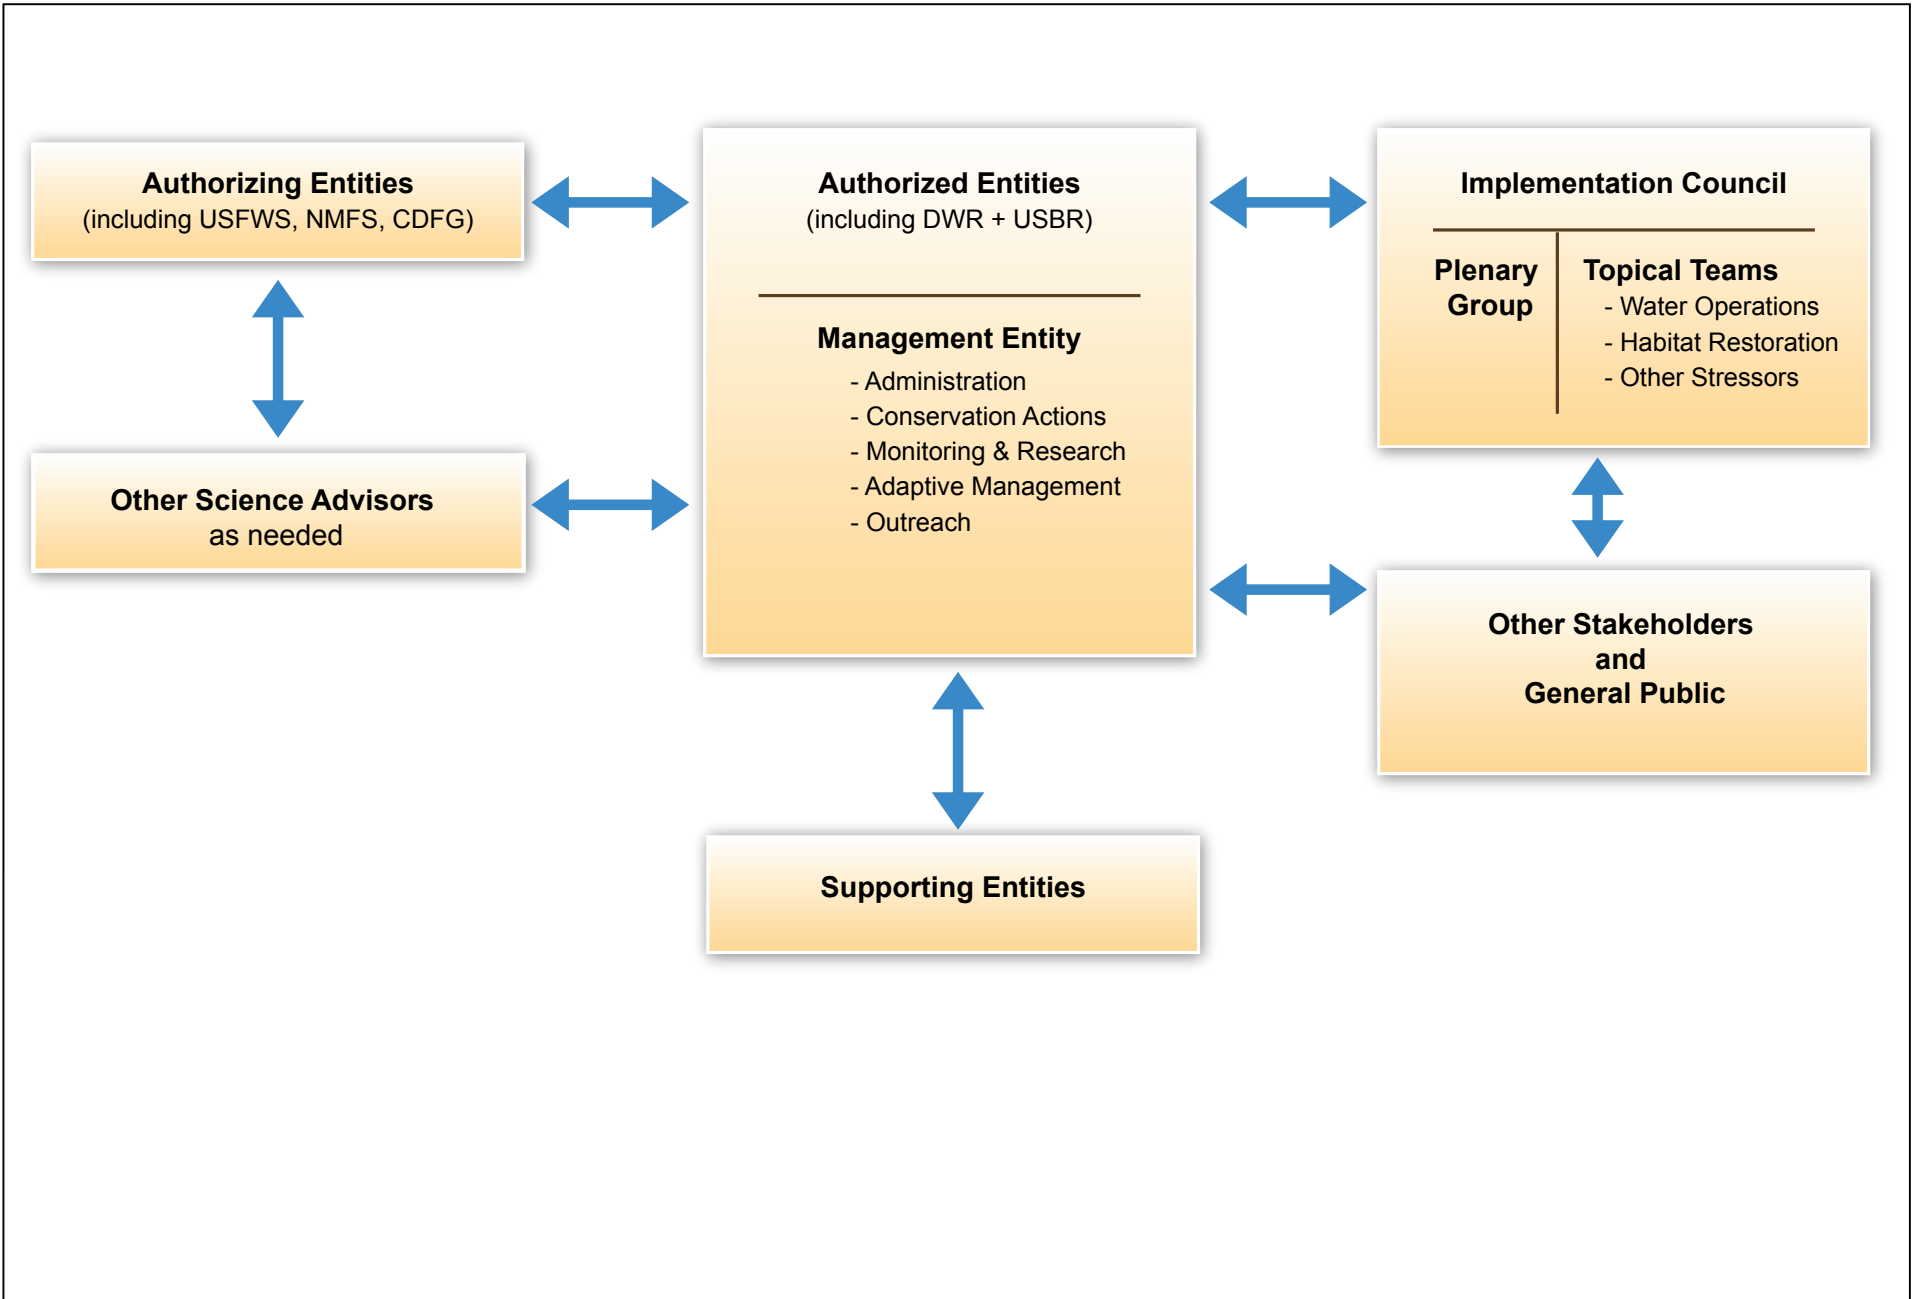 Authorizing Entities
(including USFWS, NMFS, CDFG)
Other Science Advisors
as needed
Authorized Entities
(including DWR + USBR)
Management Entity
- Administration
- Conservation Actions
- Monitoring & Research
- Adaptive Management
- Outreach
Supporting Entities
Implementation Council
Plenary
Group
Topical Teams
- Water Operations
- Habitat Restoration
- Other Stressors
Other Stakeholders
and
General Public